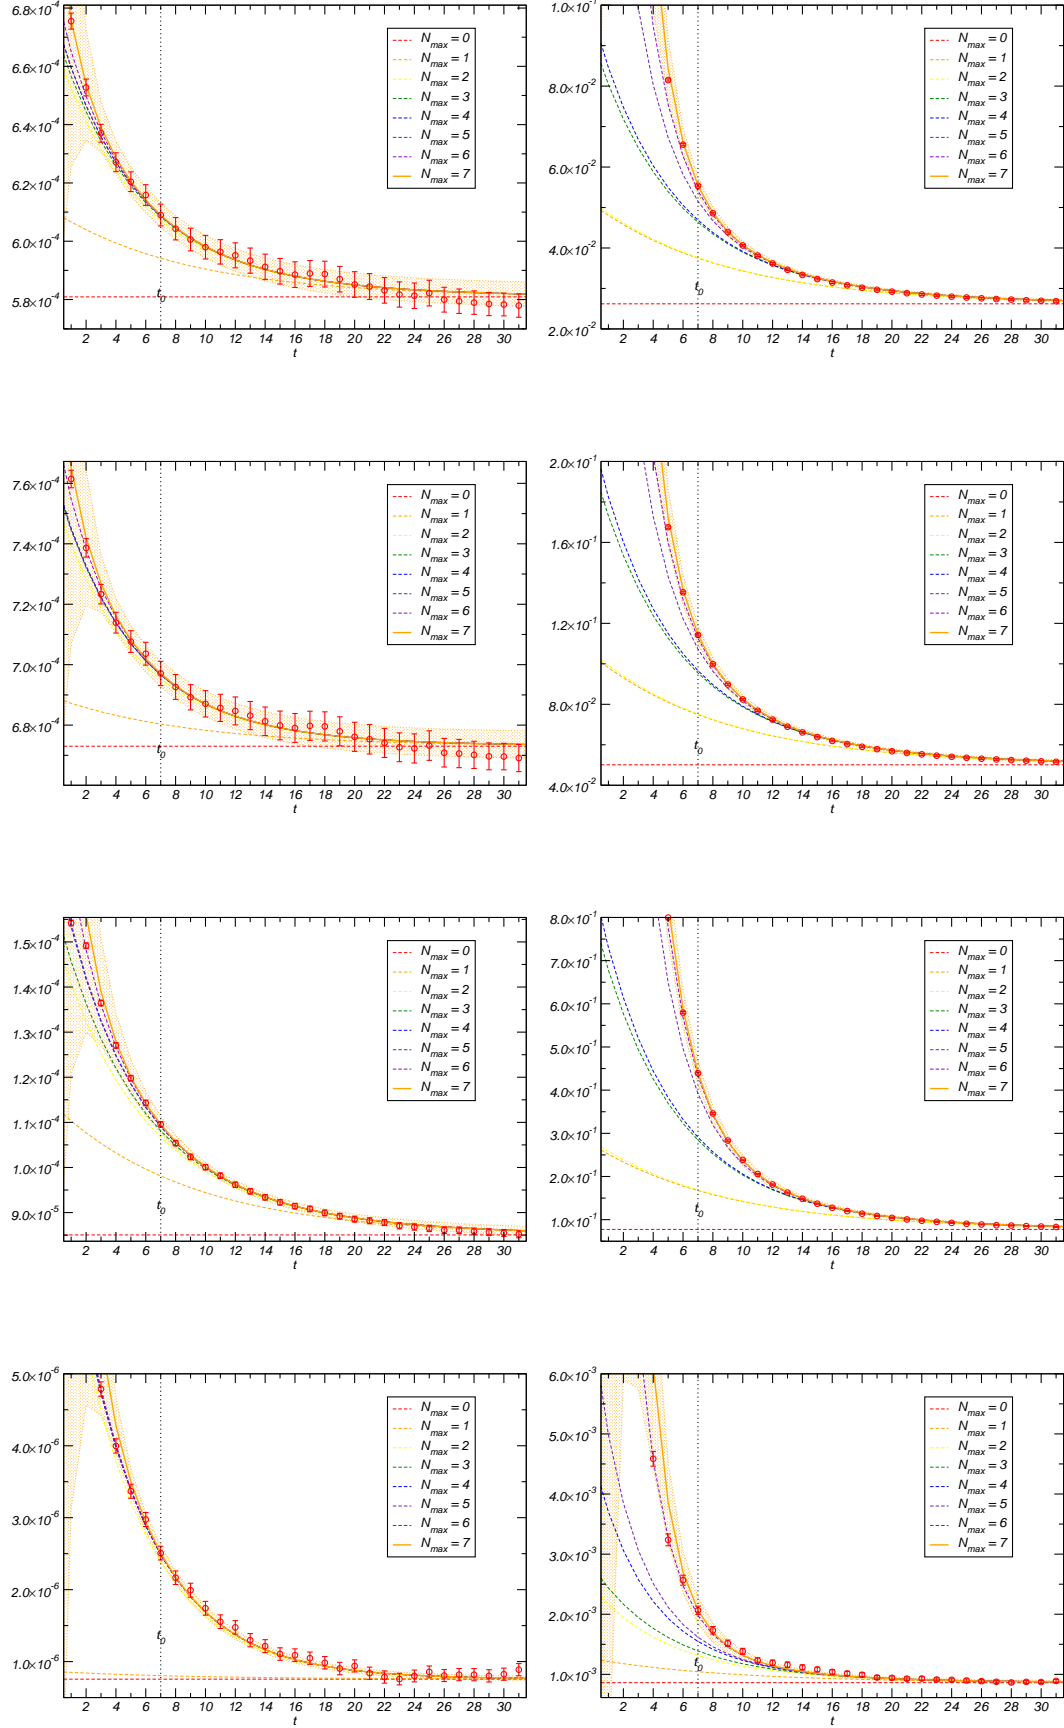 6.8×10⁻⁴
6.6×10⁻⁴
6.4×10⁻⁴
6.2×10⁻⁴
6.0×10⁻⁴
5.8×10⁻⁴
N_max = 0
N_max = 1
N_max = 2
N_max = 3
N_max = 4
N_max = 5
N_max = 6
N_max = 7
t_0
2 4 6 8 10 12 14 16 18 20 22 24 26 28 30
t
1.0×10⁻¹
8.0×10⁻²
6.0×10⁻²
4.0×10⁻²
2.0×10⁻²
N_max = 0
N_max = 1
N_max = 2
N_max = 3
N_max = 4
N_max = 5
N_max = 6
N_max = 7
t_0
2 4 6 8 10 12 14 16 18 20 22 24 26 28 30
t
7.6×10⁻⁴
7.4×10⁻⁴
7.2×10⁻⁴
7.0×10⁻⁴
6.8×10⁻⁴
N_max = 0
N_max = 1
N_max = 2
N_max = 3
N_max = 4
N_max = 5
N_max = 6
N_max = 7
t_0
2 4 6 8 10 12 14 16 18 20 22 24 26 28 30
t
2.0×10⁻¹
1.6×10⁻¹
1.2×10⁻¹
8.0×10⁻²
4.0×10⁻²
N_max = 0
N_max = 1
N_max = 2
N_max = 3
N_max = 4
N_max = 5
N_max = 6
N_max = 7
t_0
2 4 6 8 10 12 14 16 18 20 22 24 26 28 30
t
1.5×10⁻⁴
1.4×10⁻⁴
1.3×10⁻⁴
1.2×10⁻⁴
1.1×10⁻⁴
1.0×10⁻⁴
9.0×10⁻⁵
N_max = 0
N_max = 1
N_max = 2
N_max = 3
N_max = 4
N_max = 5
N_max = 6
N_max = 7
t_0
2 4 6 8 10 12 14 16 18 20 22 24 26 28 30
t
8.0×10⁻¹
7.0×10⁻¹
6.0×10⁻¹
5.0×10⁻¹
4.0×10⁻¹
3.0×10⁻¹
2.0×10⁻¹
1.0×10⁻¹
N_max = 0
N_max = 1
N_max = 2
N_max = 3
N_max = 4
N_max = 5
N_max = 6
N_max = 7
t_0
2 4 6 8 10 12 14 16 18 20 22 24 26 28 30
t
5.0×10⁻⁶
4.0×10⁻⁶
3.0×10⁻⁶
2.0×10⁻⁶
1.0×10⁻⁶
N_max = 0
N_max = 1
N_max = 2
N_max = 3
N_max = 4
N_max = 5
N_max = 6
N_max = 7
t_0
2 4 6 8 10 12 14 16 18 20 22 24 26 28 30
t
6.0×10⁻³
5.0×10⁻³
4.0×10⁻³
3.0×10⁻³
2.0×10⁻³
1.0×10⁻³
N_max = 0
N_max = 1
N_max = 2
N_max = 3
N_max = 4
N_max = 5
N_max = 6
N_max = 7
t_0
2 4 6 8 10 12 14 16 18 20 22 24 26 28 30
t